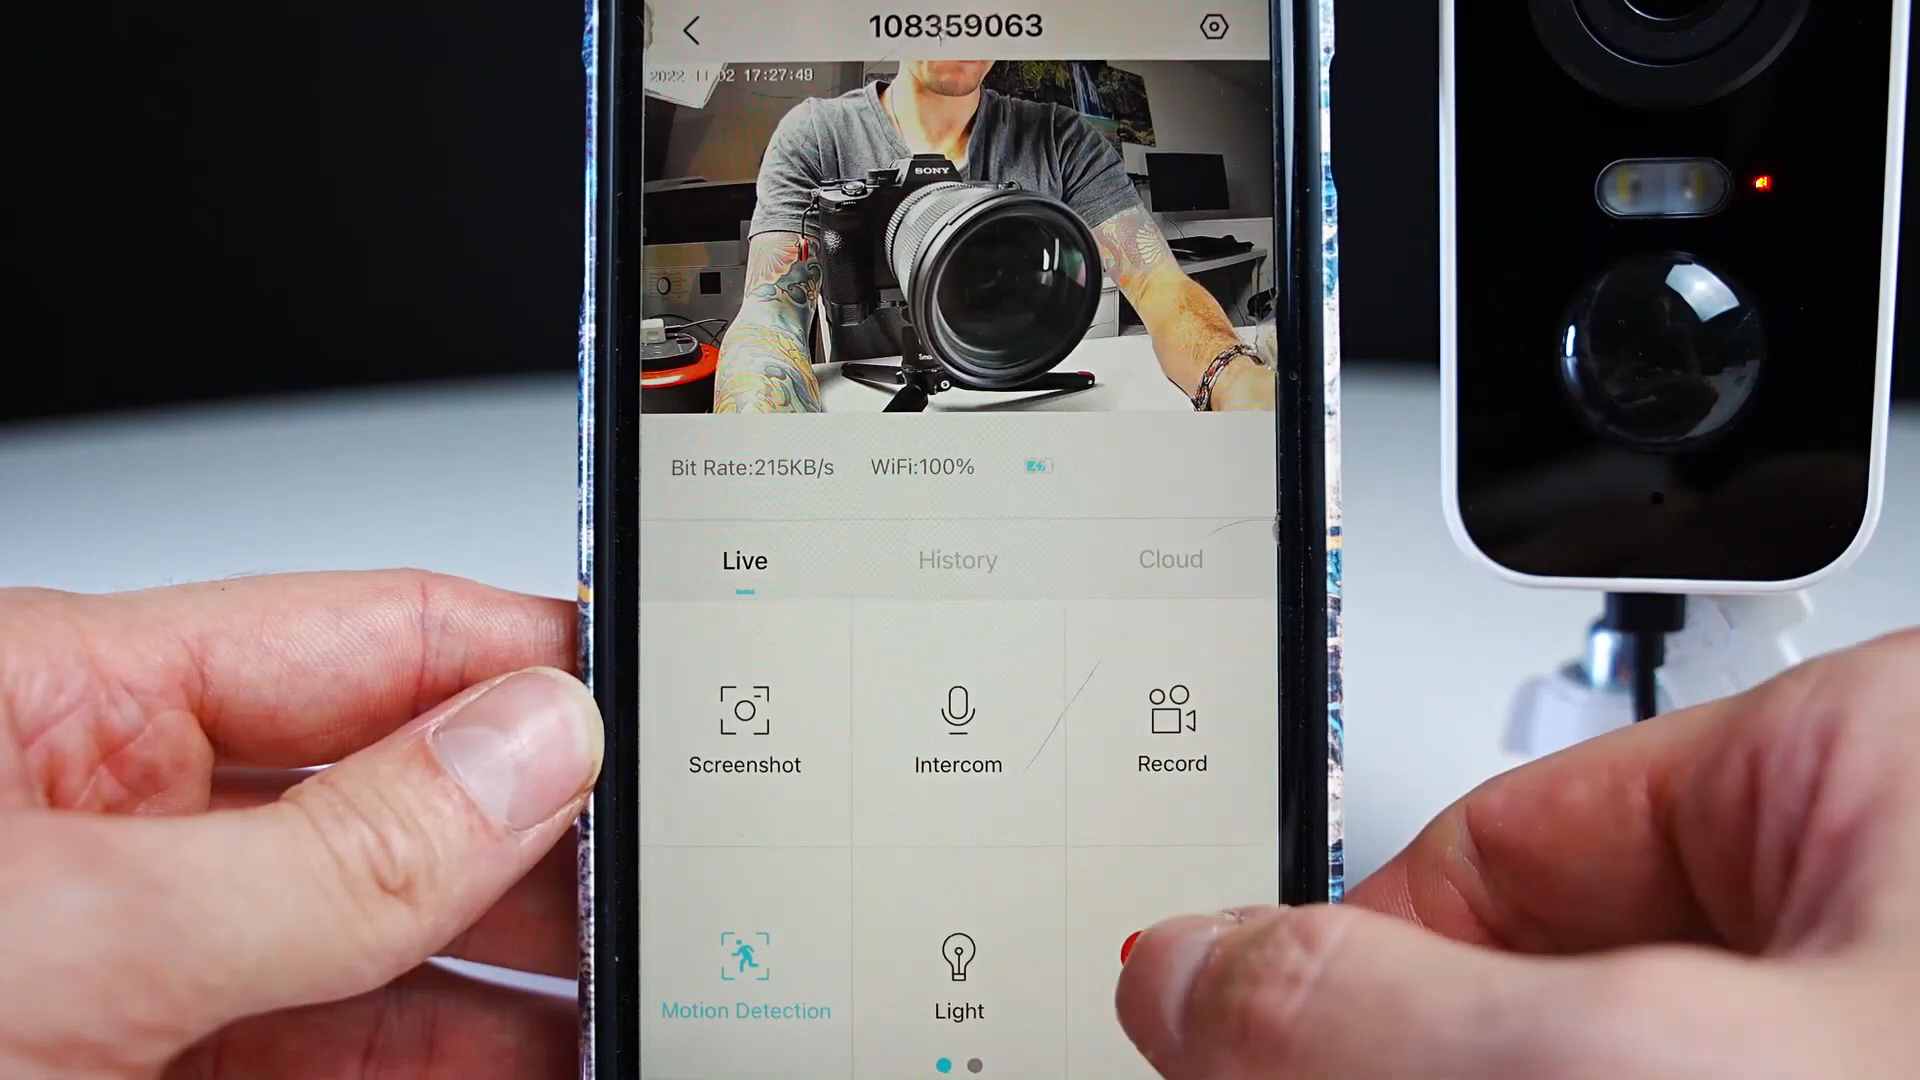 108359063
2022-11-02 17:27:49
SONY
Bit Rate:215KB/s WiFi:100%
Live History Cloud
Screenshot Intercom Record
Motion Detection Light